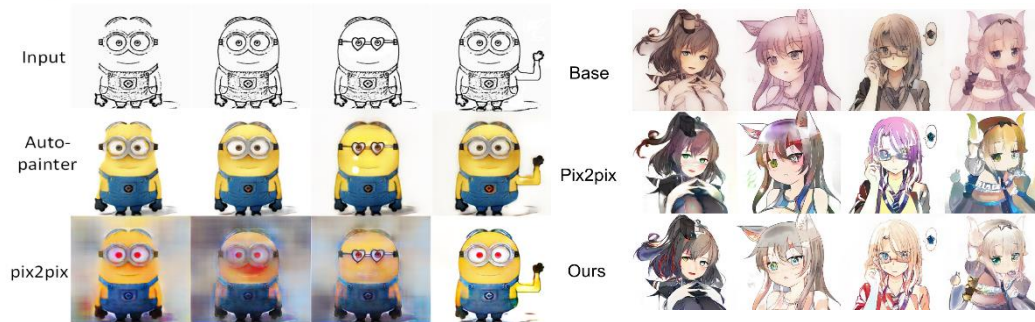 Input
Auto-
painter
pix2pix
Base
Pix2pix
Ours